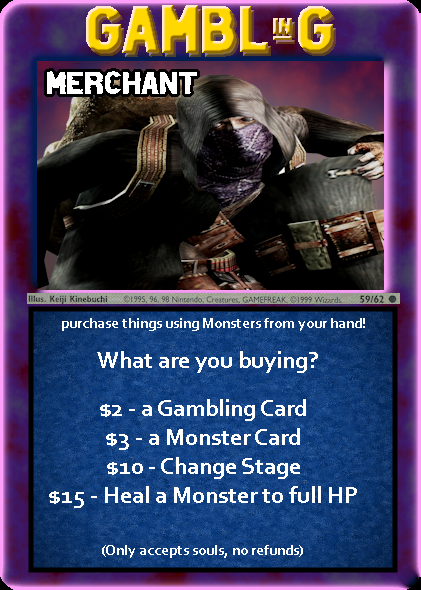 GAMBLING
MERCHANT
Illus. Keiji Kinebuchi ©1995, 96, 98 Nintendo, Creatures, GAMEFREAK. ©1999 Wizards. 59/62
purchase things using Monsters from your hand!
What are you buying?
$2 - a Gambling Card
$3 - a Monster Card
$10 - Change Stage
$15 - Heal a Monster to full HP
(Only accepts souls, no refunds)